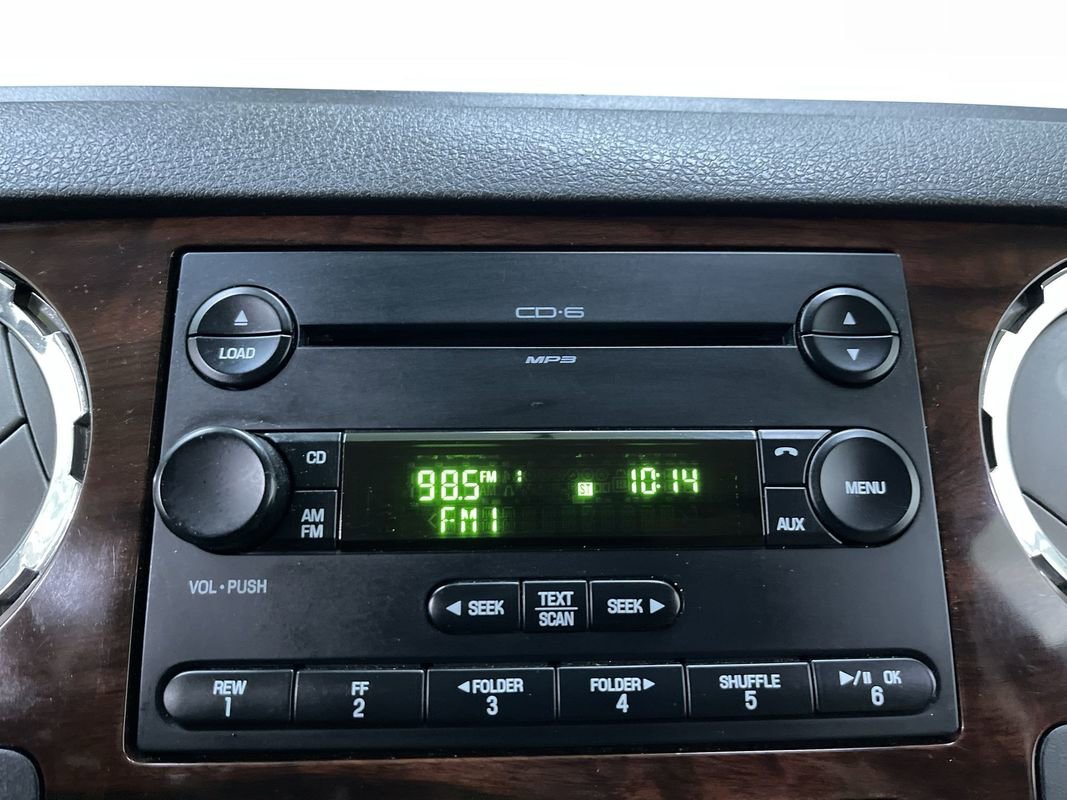 CD·6
LOAD
MP3
CD
98.5 FM 1 ST 10:14
MENU
AM
FM
FM1
AUX
VOL•PUSH
◀ SEEK
TEXT
SCAN
SEEK ▶
REW
1
FF
2
◀FOLDER
3
FOLDER▶
4
SHUFFLE
5
▶/II OK
6